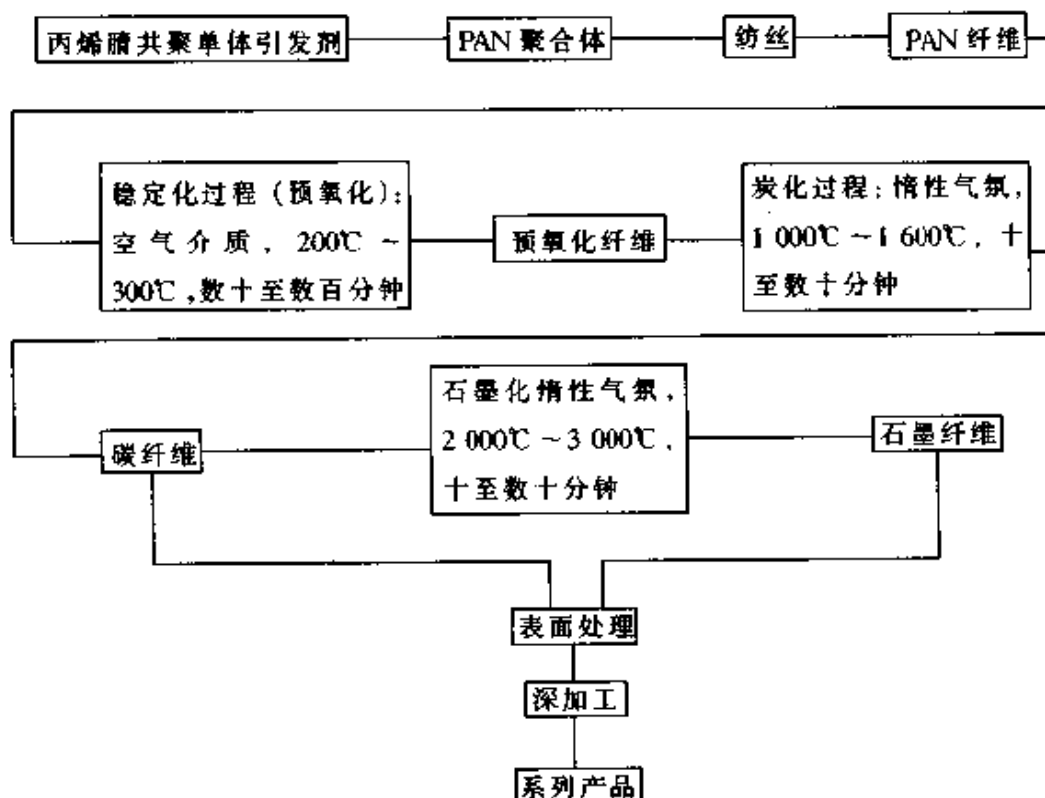 丙烯腈共聚单体引发剂
PAN聚合体
纺丝
PAN纤维
稳定化过程(预氧化):
空气介质, 200℃~
300℃,数十至数百分钟
预氧化纤维
炭化过程:惰性气氛,
1 000℃~1 600℃, 十
至数十分钟
碳纤维
石墨化惰性气氛,
2 000℃~3 000℃,
十至数十分钟
石墨纤维
表面处理
深加工
系列产品